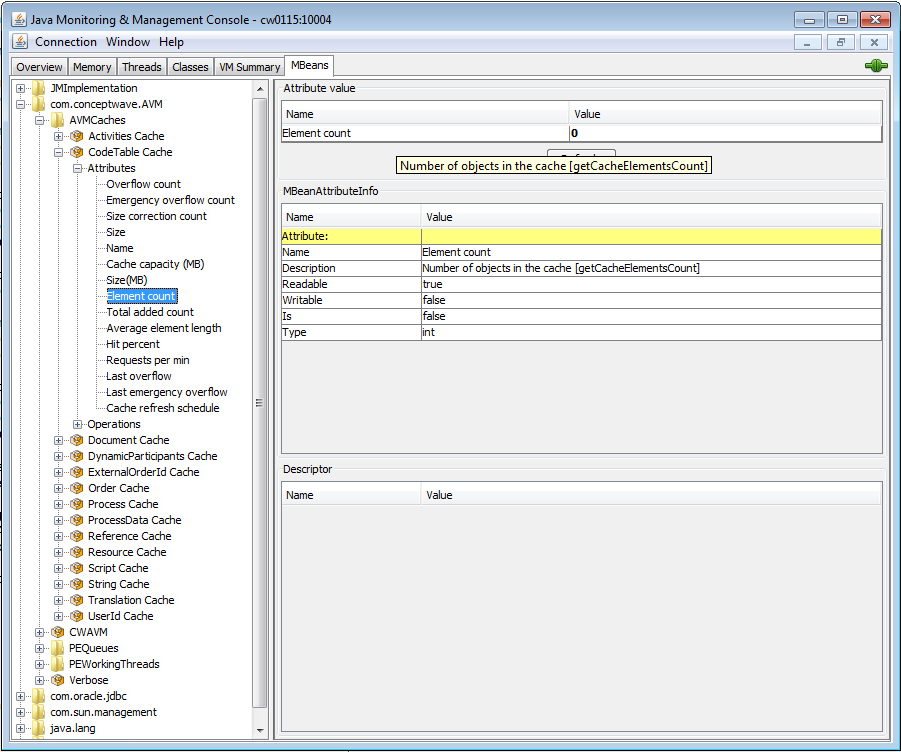 Java Monitoring & Management Console - cw0115:10004
Connection Window Help
Overview Memory Threads Classes VM Summary MBeans
JMImplementation
com.conceptwave.AVM
AVMCaches
Activities Cache
CodeTable Cache
Attributes
Overflow count
Emergency overflow count
Size correction count
Size
Name
Cache capacity (MB)
Size(MB)
Element count
Total added count
Average element length
Hit percent
Requests per min
Last overflow
Last emergency overflow
Cache refresh schedule
Operations
Document Cache
DynamicParticipants Cache
ExternalOrderId Cache
Order Cache
Process Cache
ProcessData Cache
Reference Cache
Resource Cache
Script Cache
String Cache
Translation Cache
UserId Cache
CWAVM
PEQueues
PEWorkingThreads
Verbose
com.oracle.jdbc
com.sun.management
java.lang
Attribute value
Name Value
Element count 0
Number of objects in the cache [getCacheElementsCount]
MBeanAttributeInfo
Name Value
Attribute:
Name Element count
Description Number of objects in the cache [getCacheElementsCount]
Readable true
Writable false
Is false
Type int
Descriptor
Name Value